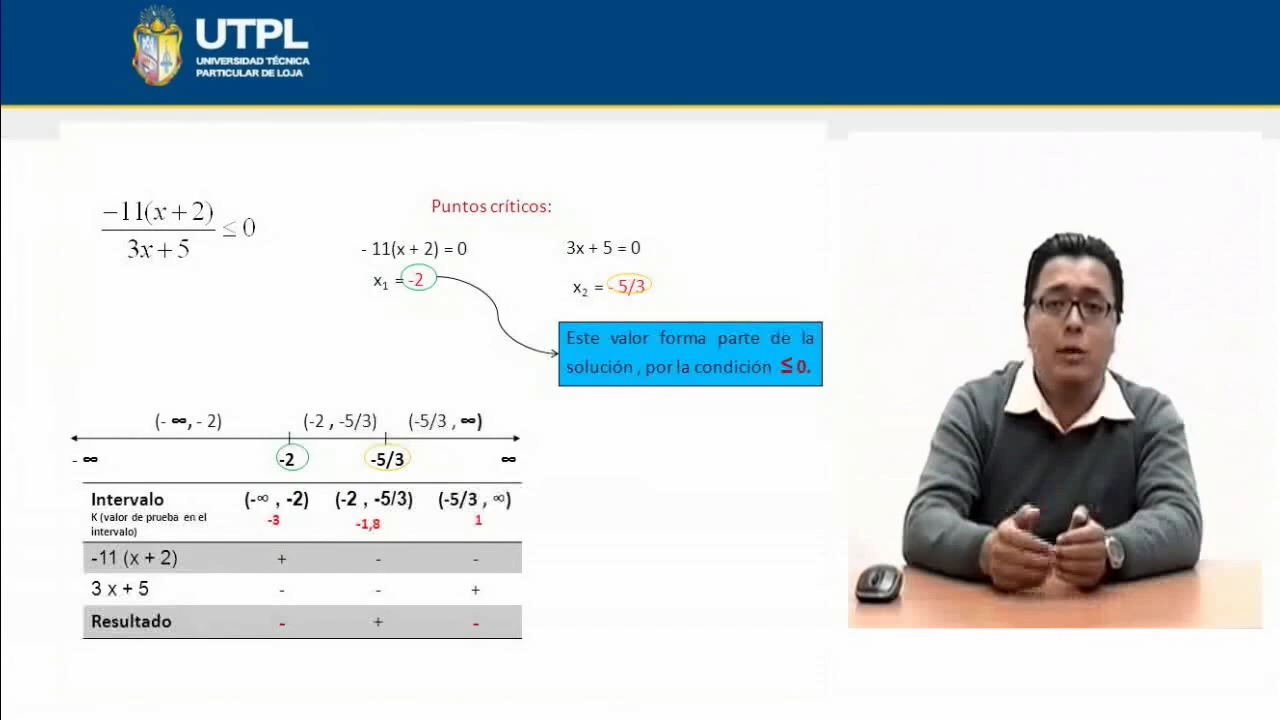 UTPL
UNIVERSIDAD TÉCNICA
PARTICULAR DE LOJA
-11(x + 2)
3x + 5
≤ 0
Puntos críticos:
- 11(x + 2) = 0
3x + 5 = 0
x₁ = -2
x₂ = - 5/3
Este valor forma parte de la
solución , por la condición ≤ 0.
(- ∞, - 2) (-2 , -5/3) (-5/3 , ∞)
- ∞ -2 -5/3 ∞
Intervalo (-∞ , -2) (-2 , -5/3) (-5/3 , ∞)
K (valor de prueba en el
intervalo)
-3 -1,8 1
-11 (x + 2) + - -
3 x + 5 - - +
Resultado - + -